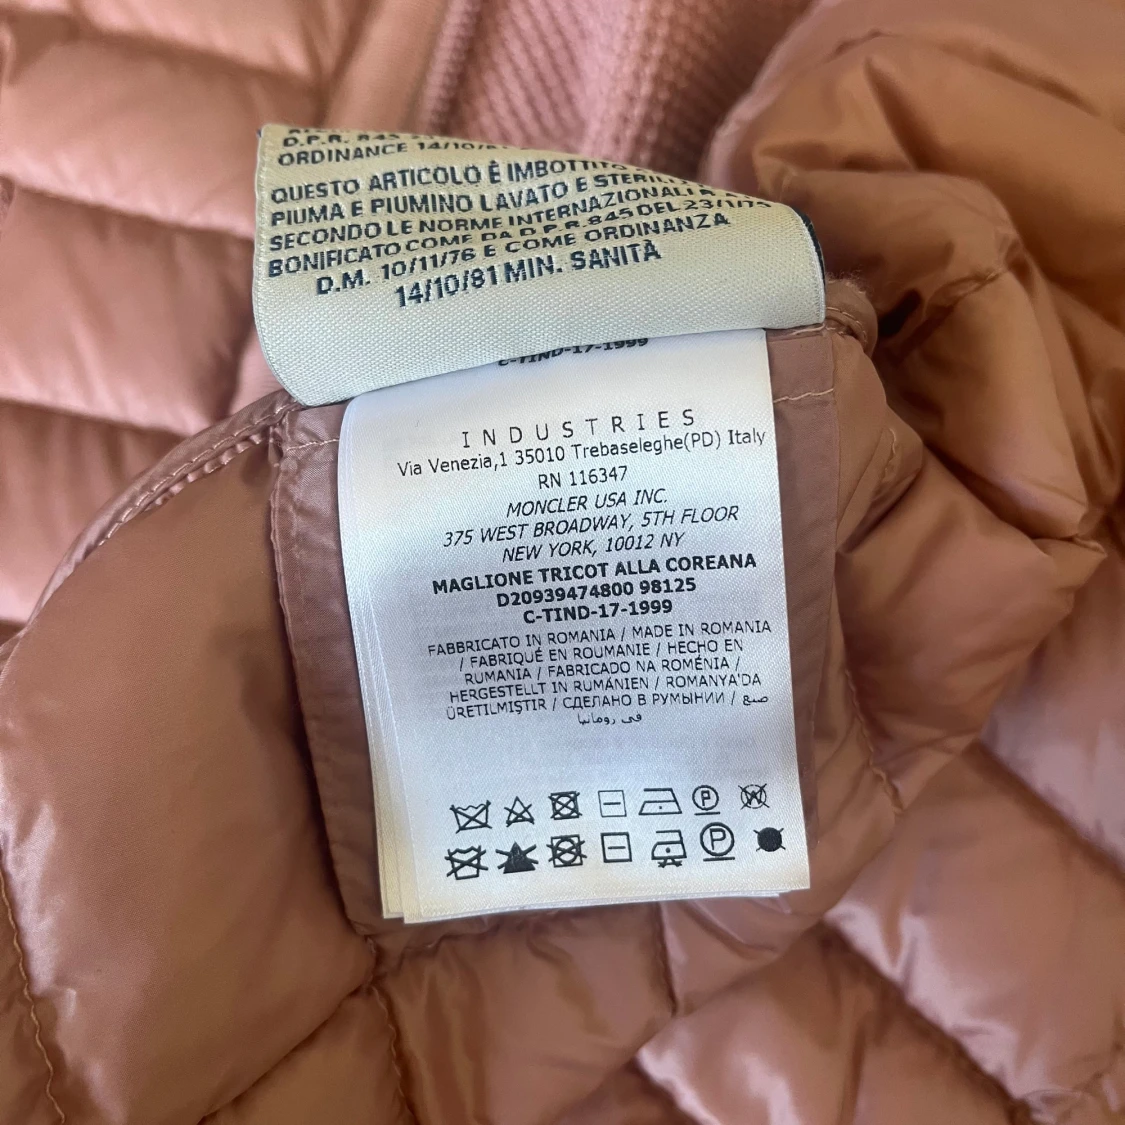 D.P.R. 845
ORDINANCE 14/10/8
QUESTO ARTICOLO È IMBOTTITO
PIUMA E PIUMINO LAVATO E STERIL
SECONDO LE NORME INTERNAZIONALI
BONIFICATO COME DA D.P.R. 845 DEL 23/1/75
D.M. 10/11/76 E COME ORDINANZA
14/10/81 MIN. SANITÀ
C-TIND-17-1999
INDUSTRIES
Via Venezia,1 35010 Trebaseleghe(PD) Italy
RN 116347
MONCLER USA INC.
375 WEST BROADWAY, 5TH FLOOR
NEW YORK, 10012 NY
MAGLIONE TRICOT ALLA COREANA
D20939474800 98125
C-TIND-17-1999
FABBRICATO IN ROMANIA / MADE IN ROMANIA
/ FABRIQUÉ EN ROUMANIE / HECHO EN
RUMANIA / FABRICADO NA ROMÉNIA /
HERGESTELLT IN RUMÄNIEN / ROMANYA'DA
ÜRETILMIŞTIR / СДЕЛАНО В РУМЫНИИ / صنع
في رومانيا
P W
P